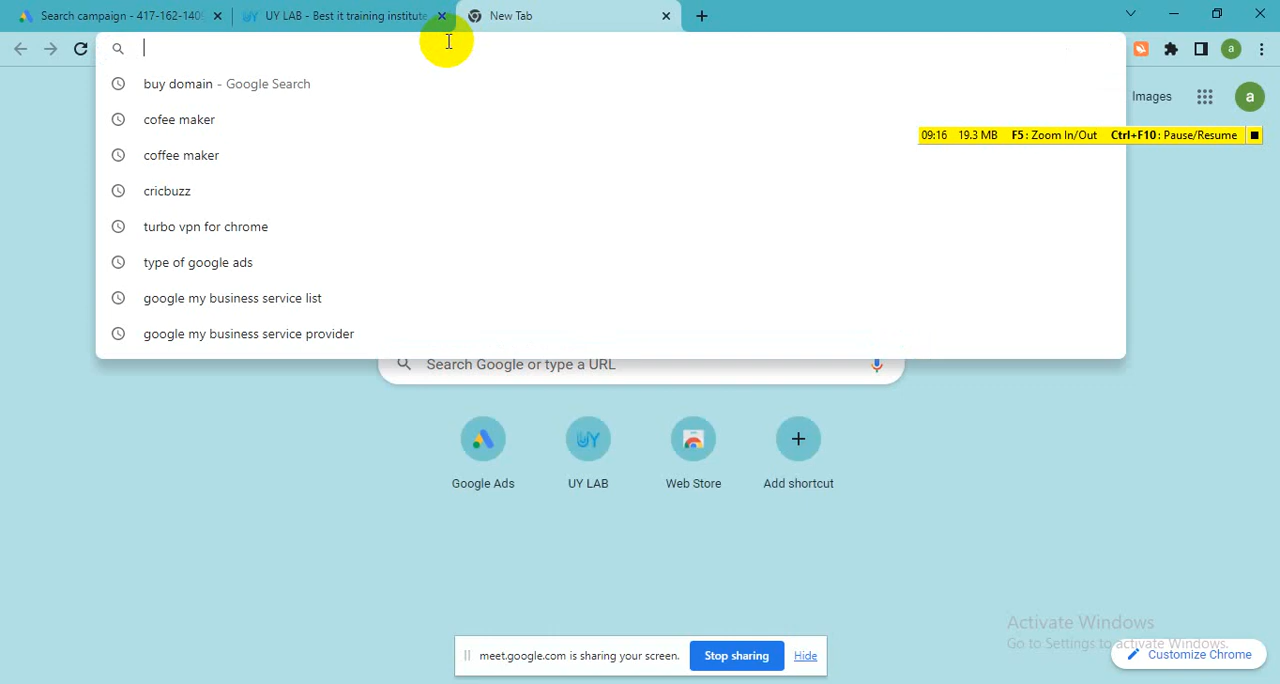 Search campaign - 417-162-140
UY LAB - Best it training institute
New Tab
a
buy domain - Google Search
cofee maker
coffee maker
cricbuzz
turbo vpn for chrome
type of google ads
google my business service list
google my business service provider
Images
a
09:16 19.3 MB F5: Zoom In/Out Ctrl+F10: Pause/Resume
Search Google or type a URL
UY
Google Ads
UY LAB
Web Store
Add shortcut
Activate Windows
Go to Settings to activate Windows.
Customize Chrome
meet.google.com is sharing your screen.
Stop sharing
Hide